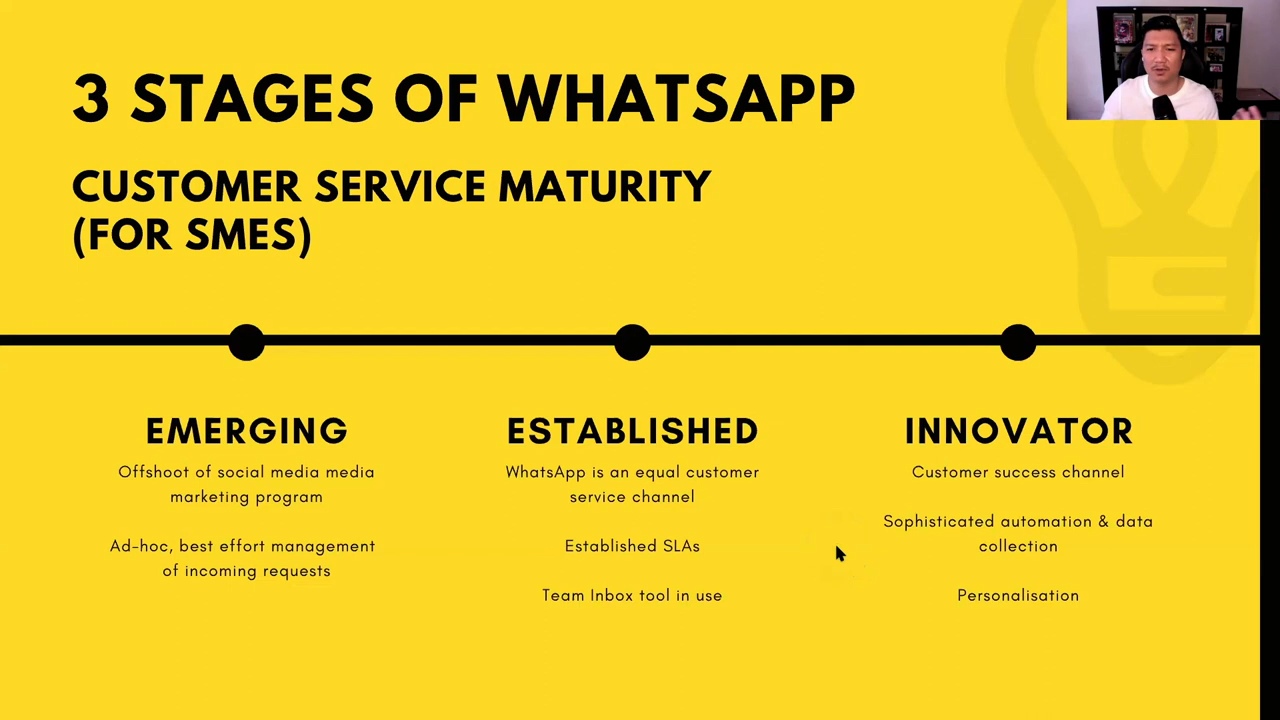 3 STAGES OF WHATSAPP
CUSTOMER SERVICE MATURITY
(FOR SMES)
EMERGING
Offshoot of social media media
marketing program
Ad-hoc, best effort management
of incoming requests
ESTABLISHED
WhatsApp is an equal customer
service channel
Established SLAs
Team Inbox tool in use
INNOVATOR
Customer success channel
Sophisticated automation & data
collection
Personalisation